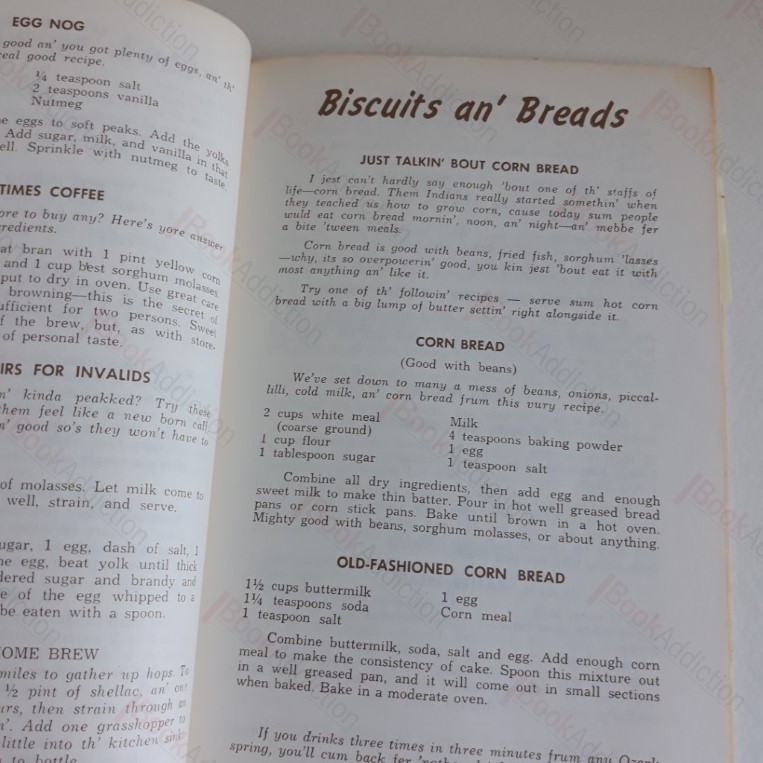 EGG NOG
good an' you got plenty of eggs, an' th'
real good recipe.
¼ teaspoon salt
2 teaspoons vanilla
Nutmeg
e eggs to soft peaks. Add the yolks
Add sugar, milk, and vanilla in that
ell. Sprinkle with nutmeg to taste.
TIMES COFFEE
ore to buy any? Here's yore answer
redients.
at bran with 1 pint yellow corn
and 1 cup best sorghum molasses.
put to dry in oven. Use great care
browning—this is the secret of
ufficient for two persons. Sweet
f the brew, but, as with store-
of personal taste.
IRS FOR INVALIDS
n' kinda peakked? Try these
them feel like a new born calf.
n' good so's they won't have to
of molasses. Let milk come to
well, strain, and serve.
ugar, 1 egg, dash of salt, 1
he egg, beat yolk until thick
dered sugar and brandy and
e of the egg whipped to a
be eaten with a spoon.
OME BREW
miles to gather up hops. To
½ pint of shellac, an' one
urs, then strain through an
n'. Add one grasshopper to
little into th' kitchen sink
to bottle.
Biscuits an' Breads
JUST TALKIN' BOUT CORN BREAD
I jest can't hardly say enough 'bout one of th' staffs of
life—corn bread. Them Indians really started somethin' when
they teached us how to grow corn, cause today sum people
wuld eat corn bread mornin', noon, an' night—an' mebbe fer
a bite 'tween meals.
Corn bread is good with beans, fried fish, sorghum 'lasses
—why, its so overpowerin' good, you kin jest 'bout eat it with
most anything an' like it.
Try one of th' followin' recipes — serve sum hot corn
bread with a big lump of butter settin' right alongside it.
CORN BREAD
(Good with beans)
We've set down to many a mess of beans, onions, piccal-
lilli, cold milk, an' corn bread frum this vury recipe.
2 cups white meal
(coarse ground)
1 cup flour
1 tablespoon sugar
Milk
4 teaspoons baking powder
1 egg
1 teaspoon salt
Combine all dry ingredients, then add egg and enough
sweet milk to make thin batter. Pour in hot well greased bread
pans or corn stick pans. Bake until brown in a hot oven.
Mighty good with beans, sorghum molasses, or about anything.
OLD-FASHIONED CORN BREAD
1½ cups buttermilk
1¼ teaspoons soda
1 teaspoon salt
1 egg
Corn meal
Combine buttermilk, soda, salt and egg. Add enough corn
meal to make the consistency of cake. Spoon this mixture out
in a well greased pan, and it will come out in small sections
when baked. Bake in a moderate oven.
If you drinks three times in three minutes frum any Ozark
spring, you'll cum back fer
BookAddiction